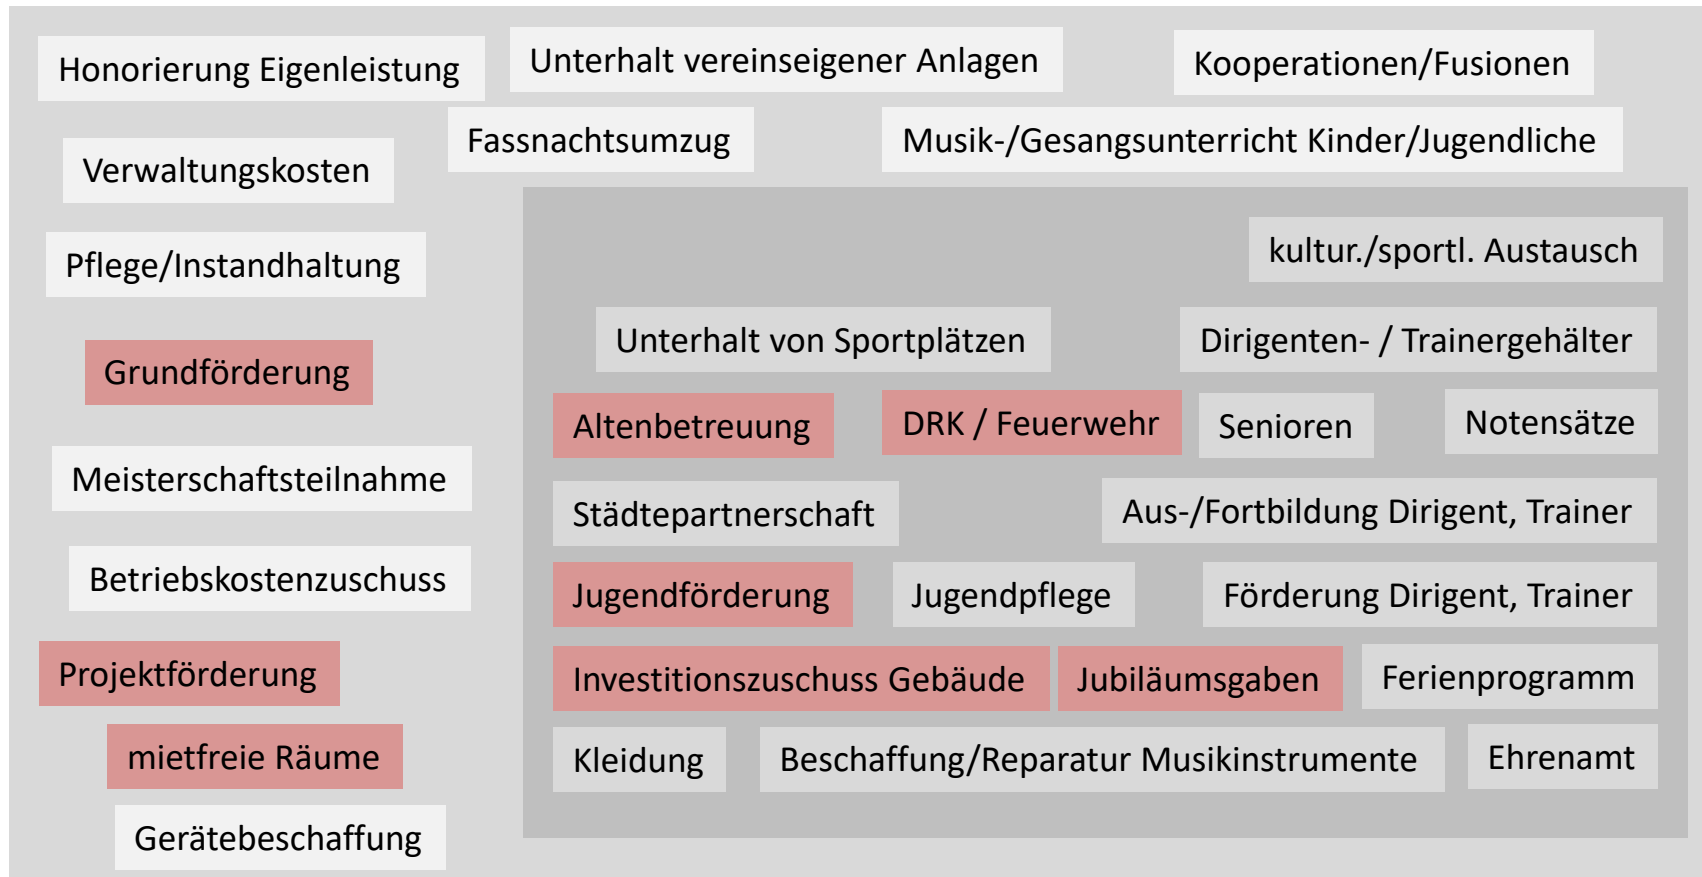 Honorierung Eigenleistung
Unterhalt vereinseigener Anlagen
Kooperationen/Fusionen
Fassnachtsumzug
Musik-/Gesangsunterricht Kinder/Jugendliche
Verwaltungskosten
Pflege/Instandhaltung
Grundförderung
Meisterschaftsteilnahme
Betriebskostenzuschuss
Projektförderung
mietfreie Räume
Gerätebeschaffung
kultur./sportl. Austausch
Unterhalt von Sportplätzen
Dirigenten- / Trainergehälter
Altenbetreuung
DRK / Feuerwehr
Senioren
Notensätze
Städtepartnerschaft
Aus-/Fortbildung Dirigent, Trainer
Jugendförderung
Jugendpflege
Förderung Dirigent, Trainer
Investitionszuschuss Gebäude
Jubiläumsgaben
Ferienprogramm
Kleidung
Beschaffung/Reparatur Musikinstrumente
Ehrenamt